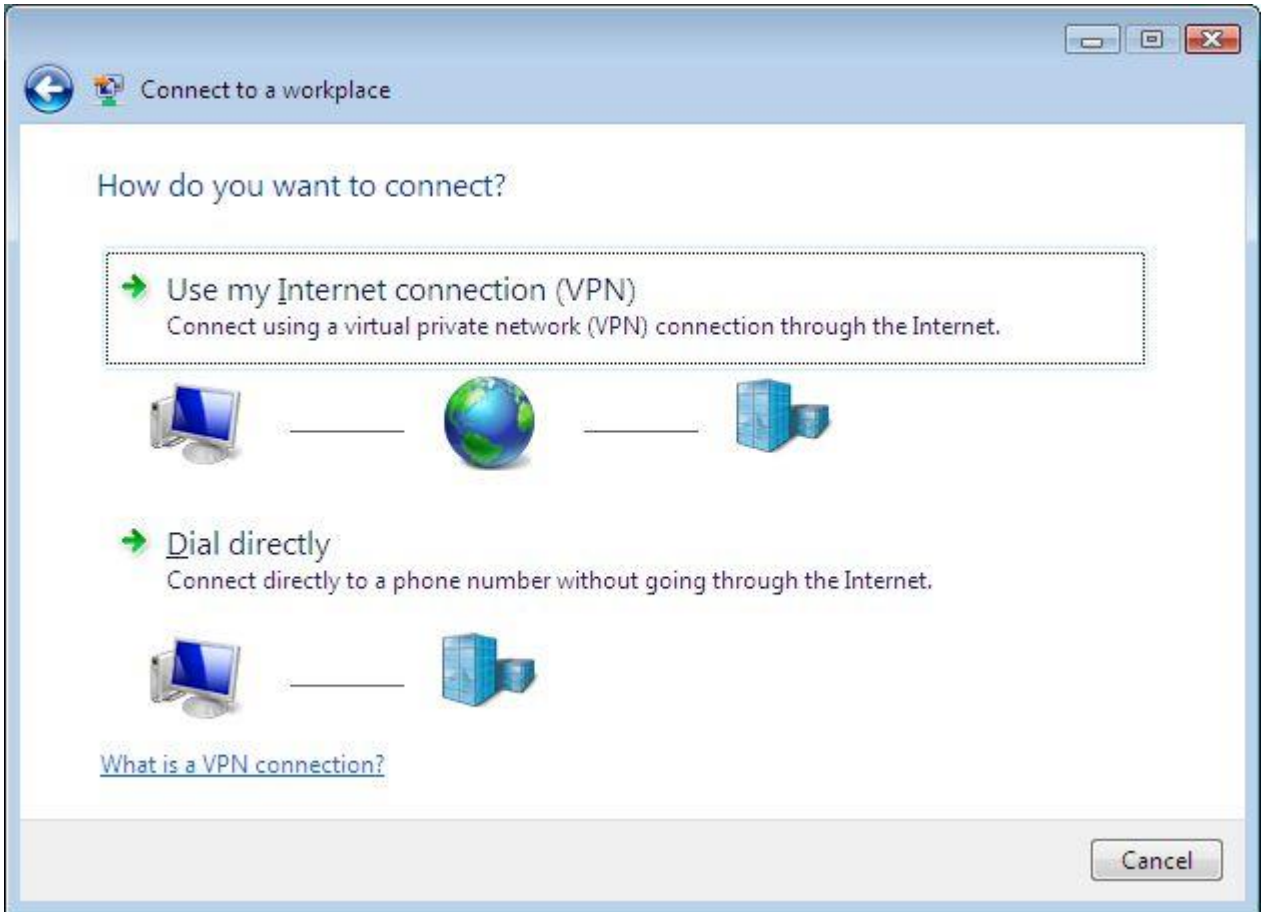 Connect to a workplace
How do you want to connect?
Use my Internet connection (VPN)
Connect using a virtual private network (VPN) connection through the Internet.
Dial directly
Connect directly to a phone number without going through the Internet.
What is a VPN connection?
Cancel